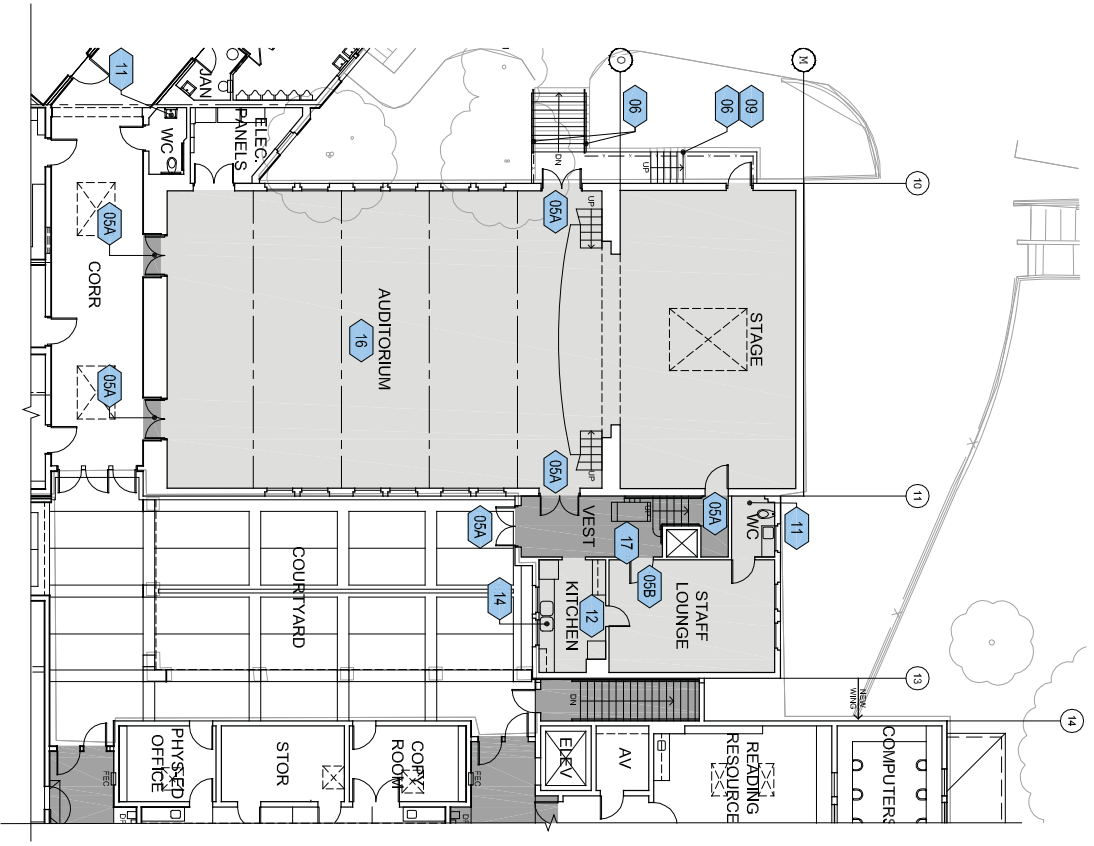 11
JAN
O
M
06
06
09
WC
ELEC.
PANELS
DN
UP
10
05A
UP
05A
CORR
AUDITORIUM
16
STAGE
05A
05A
UP
11
05A
VEST
UP
05A
WC
11
17
COURTYARD
14
KITCHEN
12
05B
STAFF
LOUNGE
13
DN
NEW
WING
14
PHYS-ED
OFFICE
STOR
COPY
ROOM
ELEV
AV
READING
RESOURCE
COMPUTERS
FEC
FEC